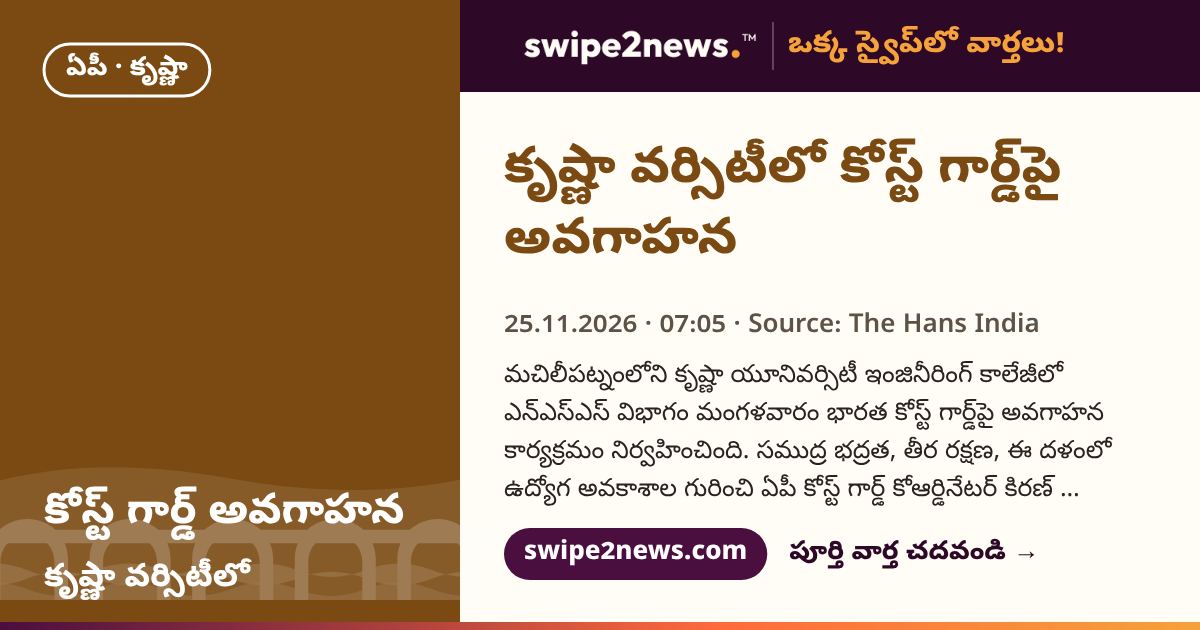 ఏపీ · కృష్ణా
కోస్ట్ గార్డ్ అవగాహన
కృష్ణా వర్సిటీలో
swipe2news.™ | ఒక్క స్వైప్‌లో వార్తలు!
కృష్ణా వర్సిటీలో కోస్ట్ గార్డ్‌పై
అవగాహన
25.11.2026 · 07:05 · Source: The Hans India
మచిలీపట్నంలోని కృష్ణా యూనివర్సిటీ ఇంజినీరింగ్ కాలేజీలో
ఎన్ఎస్ఎస్ విభాగం మంగళవారం భారత కోస్ట్ గార్డ్‌పై అవగాహన
కార్యక్రమం నిర్వహించింది. సముద్ర భద్రత, తీర రక్షణ, ఈ దళంలో
ఉద్యోగ అవకాశాల గురించి ఏపీ కోస్ట్ గార్డ్ కోఆర్డినేటర్ కిరణ్ ...
swipe2news.com పూర్తి వార్త చదవండి →